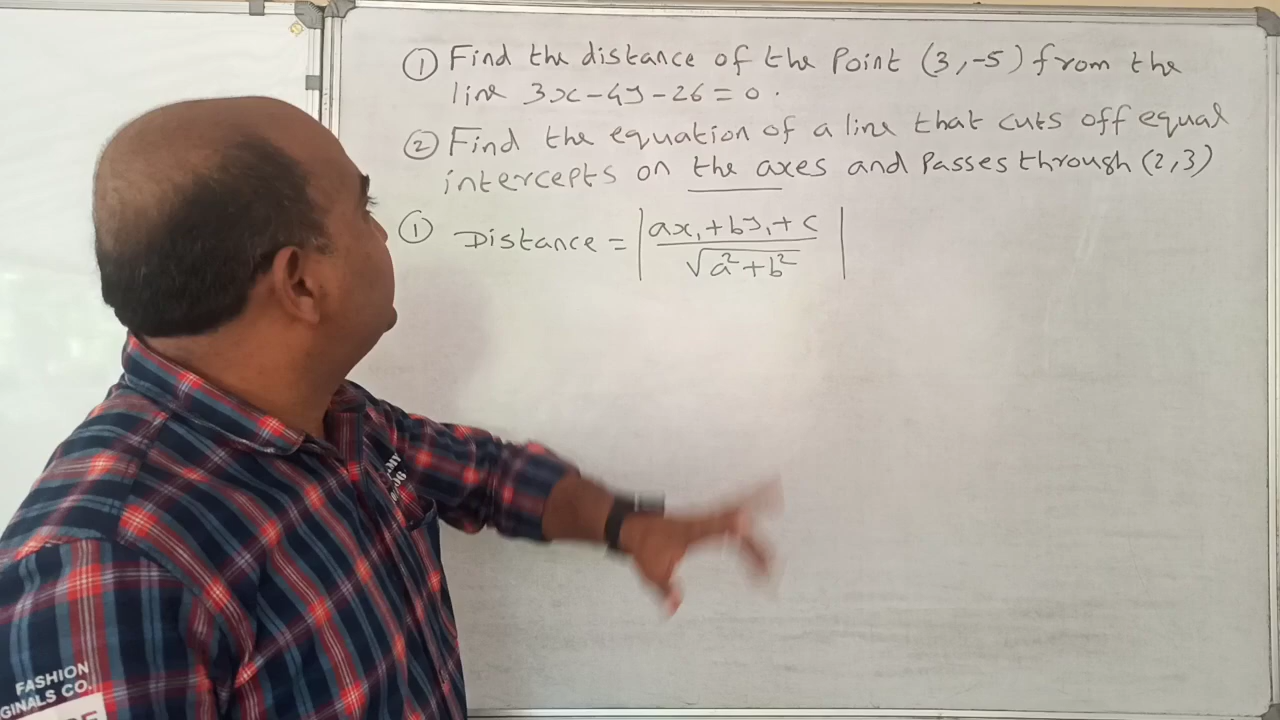 ① Find the distance of the Point (3,-5) from the
line 3x-4y-26=0.
② Find the equation of a line that cuts off equal
intercepts on the axes and Passes through (2,3)
① Distance = | ax₁+by₁+c / √a²+b² |
FASHION
GINALS CO.